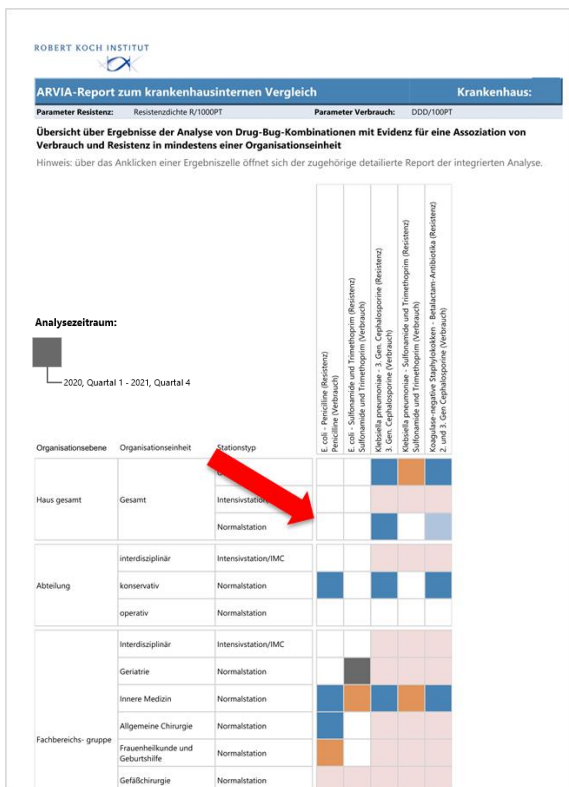 ROBERT KOCH INSTITUT
ARVIA-Report zum krankenhausinternen Vergleich Krankenhaus:
Parameter Resistenz: Resistenzdichte R/1000PT Parameter Verbrauch: DDD/100PT
Übersicht über Ergebnisse der Analyse von Drug-Bug-Kombinationen mit Evidenz für eine Assoziation von
Verbrauch und Resistenz in mindestens einer Organisationseinheit
Hinweis: über das Anklicken einer Ergebniszelle öffnet sich der zugehörige detailierte Report der integrierten Analyse.
Analysezeitraum:
2020, Quartal 1 - 2021, Quartal 4
E. coli - Penicilline (Resistenz)
Penicilline (Verbrauch)
E. coli - Sulfonamide und Trimethoprim (Resistenz)
Sulfonamide und Trimethoprim (Verbrauch)
Klebsiella pneumoniae - 3. Gen. Cephalosporine (Resistenz)
3. Gen. Cephalosporine (Verbrauch)
Klebsiella pneumoniae - Sulfonamide und Trimethoprim (Resistenz)
Sulfonamide und Trimethoprim (Verbrauch)
Koagulase-negative Staphylokokken - Betalactam-Antibiotika (Resistenz)
2. und 3. Gen Cephalosporine (Verbrauch)
Organisationsebene Organisationseinheit Stationstyp
Haus gesamt Gesamt
Normalstation
Abteilung
interdisziplinär Intensivstation/IMC
konservativ Normalstation
operativ Normalstation
Fachbereichs- gruppe
Interdisziplinär Intensivstation/IMC
Geriatrie Normalstation
Innere Medizin Normalstation
Allgemeine Chirurgie Normalstation
Frauenheilkunde und
Geburtshilfe Normalstation
Gefäßchirurgie Normalstation